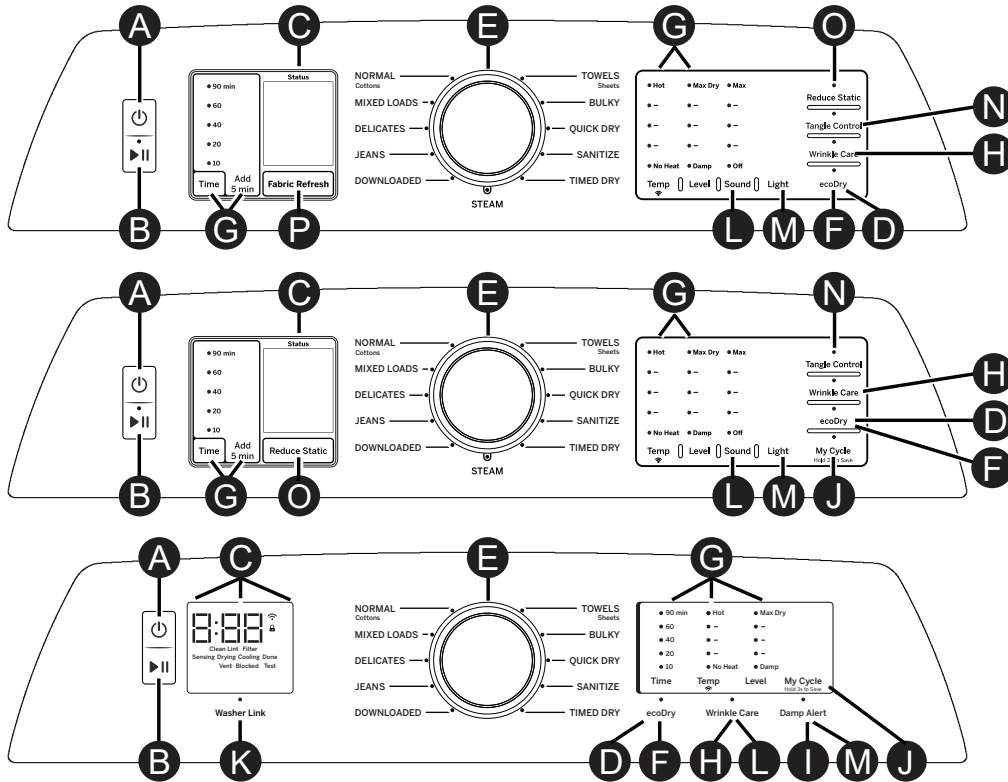 A
C
E
G
O
Status
90 min
60
40
20
10
Time
Add
5 min
Fabric Refresh
NORMAL
Cottons
MIXED LOADS
DELICATES
JEANS
DOWNLOADED
TOWELS
Sheets
BULKY
QUICK DRY
SANITIZE
TIMED DRY
STEAM
Hot Max Dry Max
– – –
– – –
– – –
No Heat Damp Off
Temp Level Sound Light
Reduce Static
Tangle Control
Wrinkle Care
ecoDry
N
H
B
G
P
L
M
F
D
A
C
E
G
N
Status
90 min
60
40
20
10
Time
Add
5 min
Reduce Static
NORMAL
Cottons
MIXED LOADS
DELICATES
JEANS
DOWNLOADED
TOWELS
Sheets
BULKY
QUICK DRY
SANITIZE
TIMED DRY
STEAM
Hot Max Dry Max
– – –
– – –
– – –
No Heat Damp Off
Temp Level Sound Light
Tangle Control
Wrinkle Care
ecoDry
My Cycle
Hold 3s to Save
H
D
F
B
G
O
L
M
J
A
C
E
G
8:88
Clean Lint Filter
Sensing Drying Cooling Done
Vent Blocked Test
Washer Link
NORMAL
Cottons
MIXED LOADS
DELICATES
JEANS
DOWNLOADED
TOWELS
Sheets
BULKY
QUICK DRY
SANITIZE
TIMED DRY
90 min Hot Max Dry
60 – –
40 – –
20 – –
10 No Heat Damp
Time Temp Level My Cycle
Hold 3s to Save
ecoDry Wrinkle Care Damp Alert
B
K
D
F
H
L
I
M
J